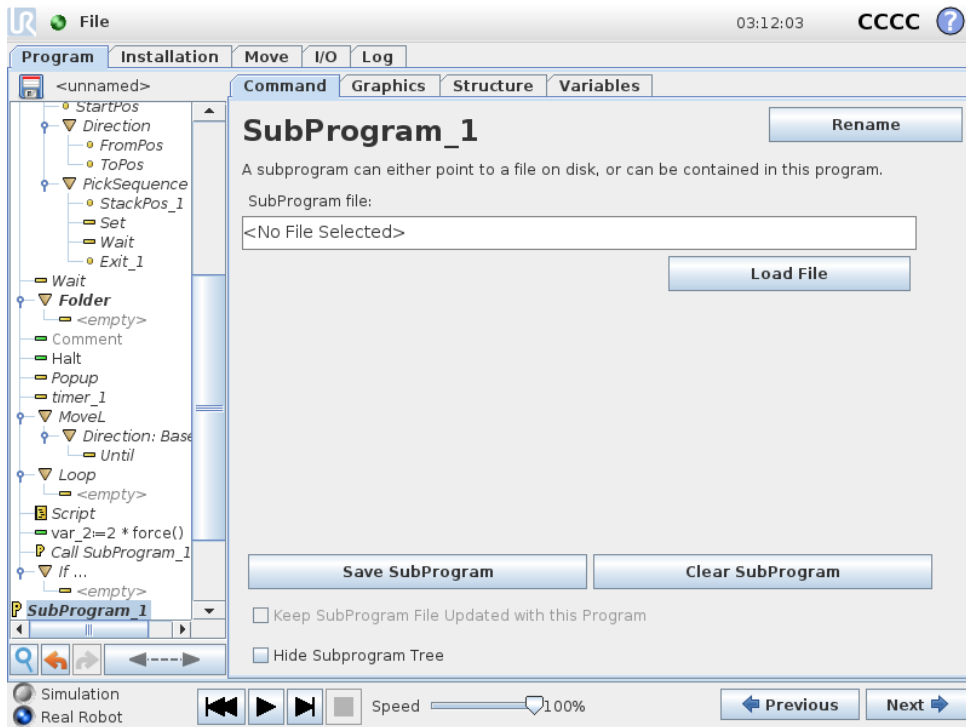 UR File 03:12:03 CCCC ?
Program Installation Move I/O Log
<unnamed>
Command Graphics Structure Variables
StartPos
Direction
FromPos
ToPos
PickSequence
StackPos_1
Set
Wait
Exit_1
Wait
Folder
<empty>
Comment
Halt
Popup
timer_1
MoveL
Direction: Base
Until
Loop
<empty>
Script
var_2:=2 * force()
Call SubProgram_1
If ...
<empty>
SubProgram_1
SubProgram_1
Rename
A subprogram can either point to a file on disk, or can be contained in this program.
SubProgram file:
<No File Selected>
Load File
Save SubProgram Clear SubProgram
Keep SubProgram File Updated with this Program
Hide Subprogram Tree
Simulation
Real Robot
Speed 100%
Previous Next